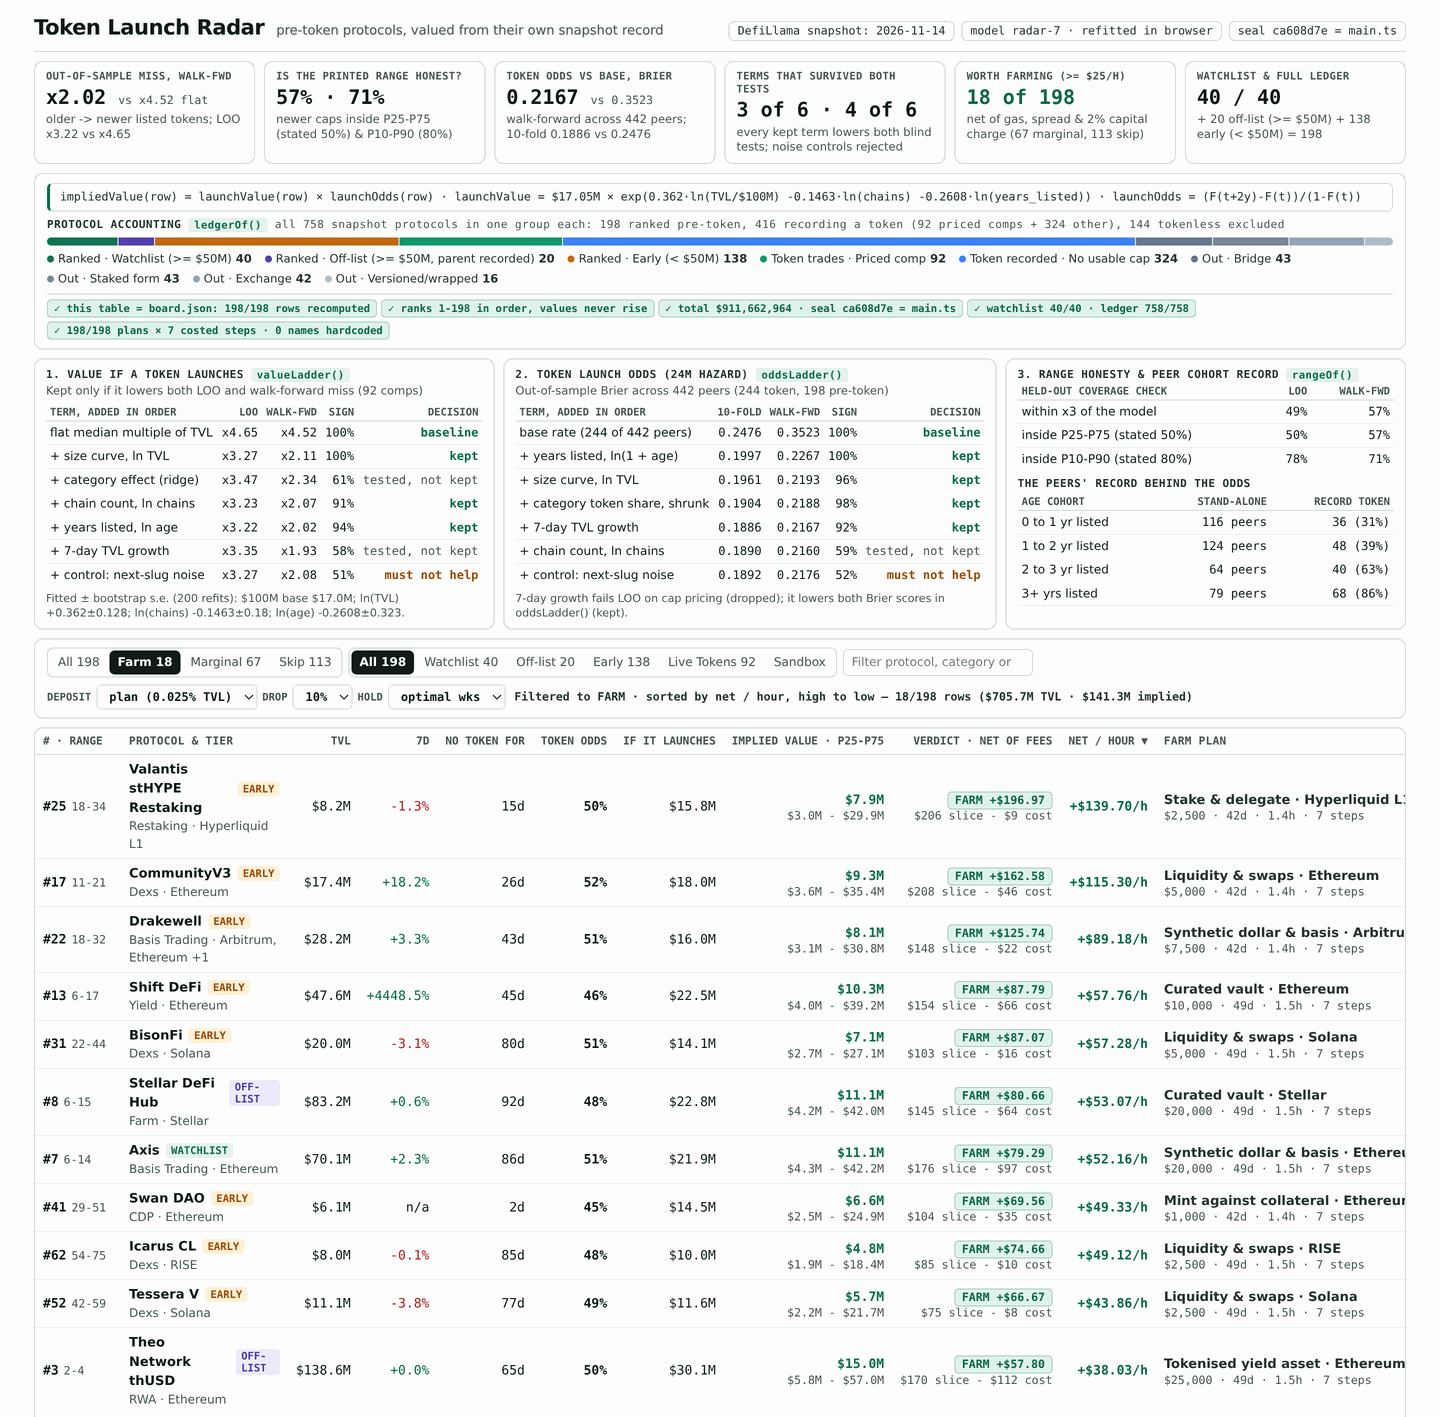 Token Launch Radar pre-token protocols, valued from their own snapshot record
DefiLlama snapshot: 2026-11-14 model radar-7 · refitted in browser seal ca608d7e = main.ts
OUT-OF-SAMPLE MISS, WALK-FWD
x2.02 vs x4.52 flat
older -> newer listed tokens; LOO
x3.22 vs x4.65
IS THE PRINTED RANGE HONEST?
57% · 71%
newer caps inside P25-P75
(stated 50%) & P10-P90 (80%)
TOKEN ODDS VS BASE, BRIER
0.2167 vs 0.3523
walk-forward across 442 peers;
10-fold 0.1886 vs 0.2476
TERMS THAT SURVIVED BOTH
TESTS
3 of 6 · 4 of 6
every kept term lowers both blind
tests; noise controls rejected
WORTH FARMING (>= $25/H)
18 of 198
net of gas, spread & 2% capital
charge (67 marginal, 113 skip)
WATCHLIST & FULL LEDGER
40 / 40
+ 20 off-list (>= $50M) + 138
early (< $50M) = 198
impliedValue(row) = launchValue(row) × launchOdds(row) · launchValue = $17.05M × exp(0.362·ln(TVL/$100M) -0.1463·ln(chains) -0.2608·ln(years_listed)) · launchOdds = (F(t+2y)-F(t))/(1-F(t))
PROTOCOL ACCOUNTING ledgerOf() all 758 snapshot protocols in one group each: 198 ranked pre-token, 416 recording a token (92 priced comps + 324 other), 144 tokenless excluded
Ranked · Watchlist (>= $50M) 40 Ranked · Off-list (>= $50M, parent recorded) 20 Ranked · Early (< $50M) 138 Token trades · Priced comp 92 Token recorded · No usable cap 324 Out · Bridge 43
Out · Staked form 43 Out · Exchange 42 Out · Versioned/wrapped 16
✓ this table = board.json: 198/198 rows recomputed ✓ ranks 1-198 in order, values never rise ✓ total $911,662,964 · seal ca608d7e = main.ts ✓ watchlist 40/40 · ledger 758/758
✓ 198/198 plans × 7 costed steps · 0 names hardcoded
1. VALUE IF A TOKEN LAUNCHES valueLadder()
Kept only if it lowers both LOO and walk-forward miss (92 comps)
TERM, ADDED IN ORDER LOO WALK-FWD SIGN DECISION
flat median multiple of TVL x4.65 x4.52 100% baseline
+ size curve, ln TVL x3.27 x2.11 100% kept
+ category effect (ridge) x3.47 x2.34 61% tested, not kept
+ chain count, ln chains x3.23 x2.07 91% kept
+ years listed, ln age x3.22 x2.02 94% kept
+ 7-day TVL growth x3.35 x1.93 58% tested, not kept
+ control: next-slug noise x3.27 x2.08 51% must not help
Fitted ± bootstrap s.e. (200 refits): $100M base $17.0M; ln(TVL)
+0.362±0.128; ln(chains) -0.1463±0.18; ln(age) -0.2608±0.323.
2. TOKEN LAUNCH ODDS (24M HAZARD) oddsLadder()
Out-of-sample Brier across 442 peers (244 token, 198 pre-token)
TERM, ADDED IN ORDER 10-FOLD WALK-FWD SIGN DECISION
base rate (244 of 442 peers) 0.2476 0.3523 100% baseline
+ years listed, ln(1 + age) 0.1997 0.2267 100% kept
+ size curve, ln TVL 0.1961 0.2193 96% kept
+ category token share, shrunk 0.1904 0.2188 98% kept
+ 7-day TVL growth 0.1886 0.2167 92% kept
+ chain count, ln chains 0.1890 0.2160 59% tested, not kept
+ control: next-slug noise 0.1892 0.2176 52% must not help
7-day growth fails LOO on cap pricing (dropped); it lowers both Brier scores in
oddsLadder() (kept).
3. RANGE HONESTY & PEER COHORT RECORD rangeOf()
HELD-OUT COVERAGE CHECK LOO WALK-FWD
within x3 of the model 49% 57%
inside P25-P75 (stated 50%) 50% 57%
inside P10-P90 (stated 80%) 78% 71%
THE PEERS' RECORD BEHIND THE ODDS
AGE COHORT STAND-ALONE RECORD TOKEN
0 to 1 yr listed 116 peers 36 (31%)
1 to 2 yr listed 124 peers 48 (39%)
2 to 3 yr listed 64 peers 40 (63%)
3+ yrs listed 79 peers 68 (86%)
All 198 Farm 18 Marginal 67 Skip 113 All 198 Watchlist 40 Off-list 20 Early 138 Live Tokens 92 Sandbox Filter protocol, category or
DEPOSIT plan (0.025% TVL) DROP 10% HOLD optimal wks Filtered to FARM · sorted by net / hour, high to low — 18/198 rows ($705.7M TVL · $141.3M implied)
# · RANGE PROTOCOL & TIER TVL 7D NO TOKEN FOR TOKEN ODDS IF IT LAUNCHES IMPLIED VALUE · P25-P75 VERDICT · NET OF FEES NET / HOUR ▼ FARM PLAN
#25 18-34 Valantis stHYPE Restaking EARLY $8.2M -1.3% 15d 50% $15.8M $7.9M FARM +$196.97 +$139.70/h Stake & delegate · Hyperliquid L1
Restaking · Hyperliquid L1 $3.0M - $29.9M $206 slice - $9 cost $2,500 · 42d · 1.4h · 7 steps
#17 11-21 CommunityV3 EARLY $17.4M +18.2% 26d 52% $18.0M $9.3M FARM +$162.58 +$115.30/h Liquidity & swaps · Ethereum
Dexs · Ethereum $3.6M - $35.4M $208 slice - $46 cost $5,000 · 42d · 1.4h · 7 steps
#22 18-32 Drakewell EARLY $28.2M +3.3% 43d 51% $16.0M $8.1M FARM +$125.74 +$89.18/h Synthetic dollar & basis · Arbitru
Basis Trading · Arbitrum, Ethereum +1 $3.1M - $30.8M $148 slice - $22 cost $7,500 · 42d · 1.4h · 7 steps
#13 6-17 Shift DeFi EARLY $47.6M +4448.5% 45d 46% $22.5M $10.3M FARM +$87.79 +$57.76/h Curated vault · Ethereum
Yield · Ethereum $4.0M - $39.2M $154 slice - $66 cost $10,000 · 49d · 1.5h · 7 steps
#31 22-44 BisonFi EARLY $20.0M -3.1% 80d 51% $14.1M $7.1M FARM +$87.07 +$57.28/h Liquidity & swaps · Solana
Dexs · Solana $2.7M - $27.1M $103 slice - $16 cost $5,000 · 49d · 1.5h · 7 steps
#8 6-15 Stellar DeFi Hub OFF-LIST $83.2M +0.6% 92d 48% $22.8M $11.1M FARM +$80.66 +$53.07/h Curated vault · Stellar
Farm · Stellar $4.2M - $42.0M $145 slice - $64 cost $20,000 · 49d · 1.5h · 7 steps
#7 6-14 Axis WATCHLIST $70.1M +2.3% 86d 51% $21.9M $11.1M FARM +$79.29 +$52.16/h Synthetic dollar & basis · Ethereu
Basis Trading · Ethereum $4.3M - $42.2M $176 slice - $97 cost $20,000 · 49d · 1.5h · 7 steps
#41 29-51 Swan DAO EARLY $6.1M n/a 2d 45% $14.5M $6.6M FARM +$69.56 +$49.33/h Mint against collateral · Ethereum
CDP · Ethereum $2.5M - $24.9M $104 slice - $35 cost $1,000 · 42d · 1.4h · 7 steps
#62 54-75 Icarus CL EARLY $8.0M -0.1% 85d 48% $10.0M $4.8M FARM +$74.66 +$49.12/h Liquidity & swaps · RISE
Dexs · RISE $1.9M - $18.4M $85 slice - $10 cost $2,500 · 49d · 1.5h · 7 steps
#52 42-59 Tessera V EARLY $11.1M -3.8% 77d 49% $11.6M $5.7M FARM +$66.67 +$43.86/h Liquidity & swaps · Solana
Dexs · Solana $2.2M - $21.7M $75 slice - $8 cost $2,500 · 49d · 1.5h · 7 steps
#3 2-4 Theo Network thUSD OFF-LIST $138.6M +0.0% 65d 50% $30.1M $15.0M FARM +$57.80 +$38.03/h Tokenised yield asset · Ethereum
RWA · Ethereum $5.8M - $57.0M $170 slice - $112 cost $25,000 · 49d · 1.5h · 7 steps